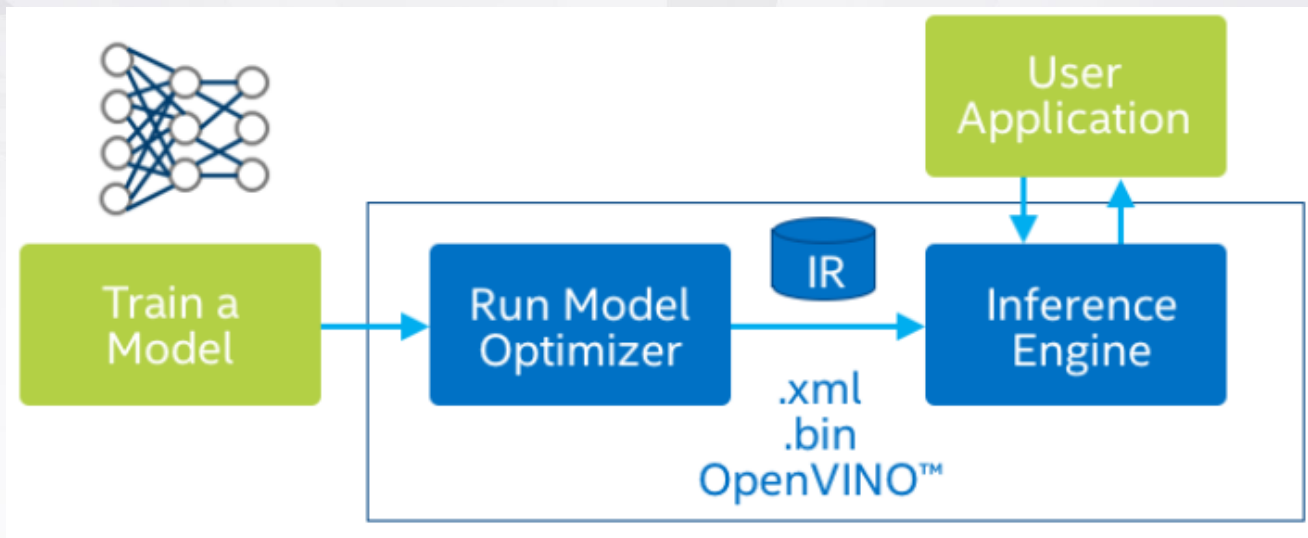 User
Application
Train a
Model
Run Model
Optimizer
IR
.xml
.bin
OpenVINO™
Inference
Engine